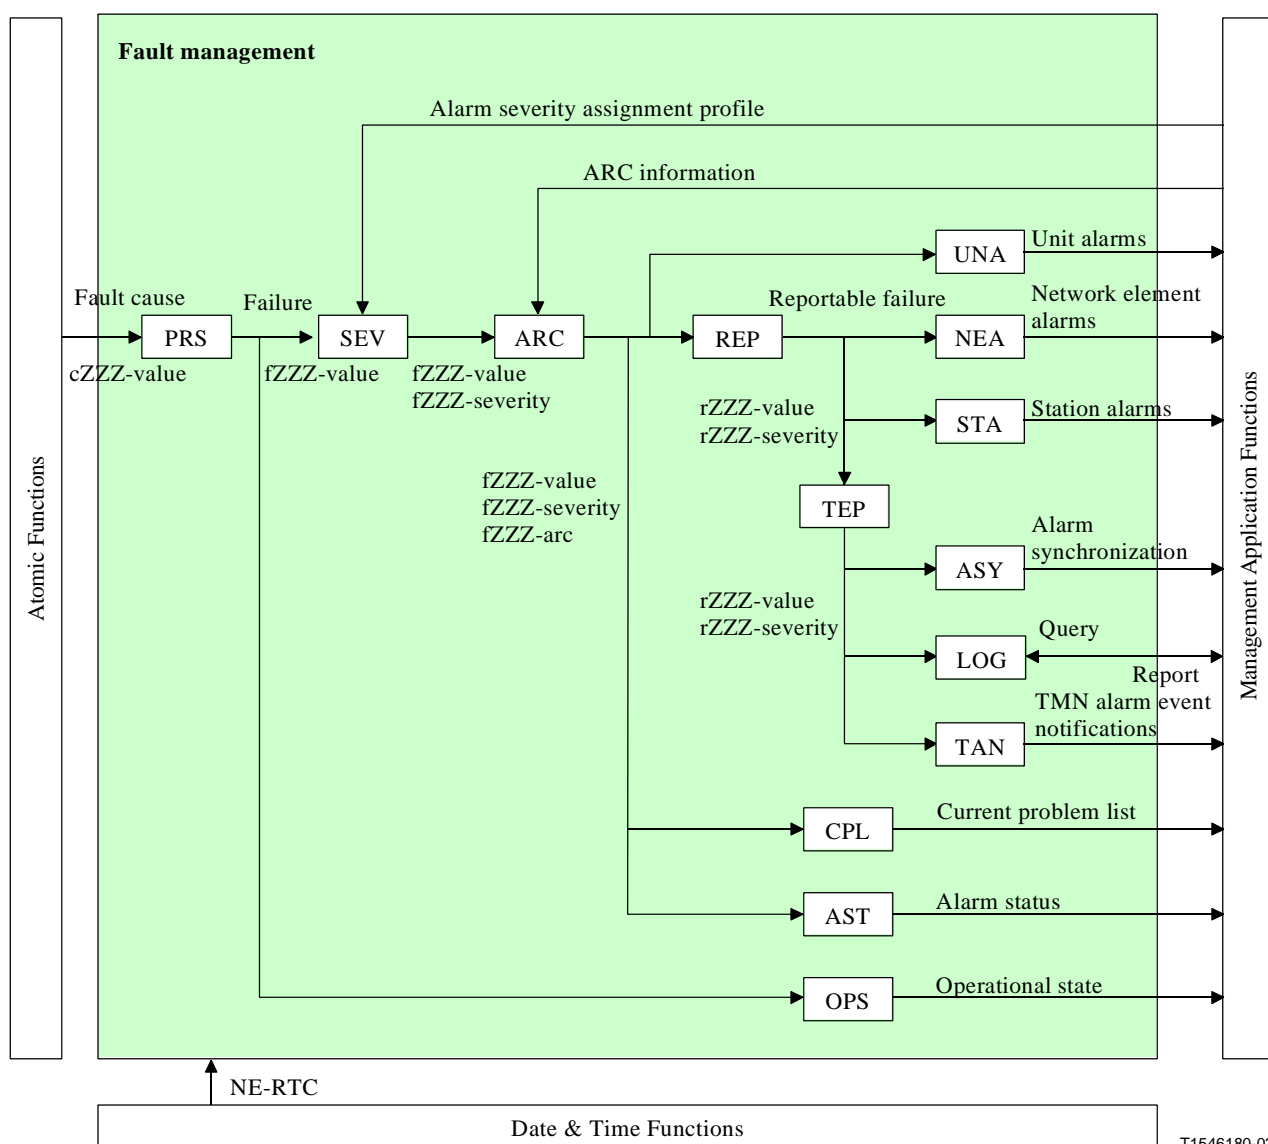 Fault management
Alarm severity assignment profile
ARC information
UNA
Unit alarms
Fault cause
Failure
Reportable failure
Network element
alarms
PRS
SEV
ARC
REP
NEA
cZZZ-value
fZZZ-value
fZZZ-value
fZZZ-severity
rZZZ-value
rZZZ-severity
STA
Station alarms
fZZZ-value
fZZZ-severity
fZZZ-arc
TEP
Alarm
synchronization
ASY
rZZZ-value
rZZZ-severity
Query
LOG
Report
TMN alarm event
notifications
TAN
CPL
Current problem list
AST
Alarm status
OPS
Operational state
Atomic Functions
Management Application Functions
NE-RTC
Date & Time Functions